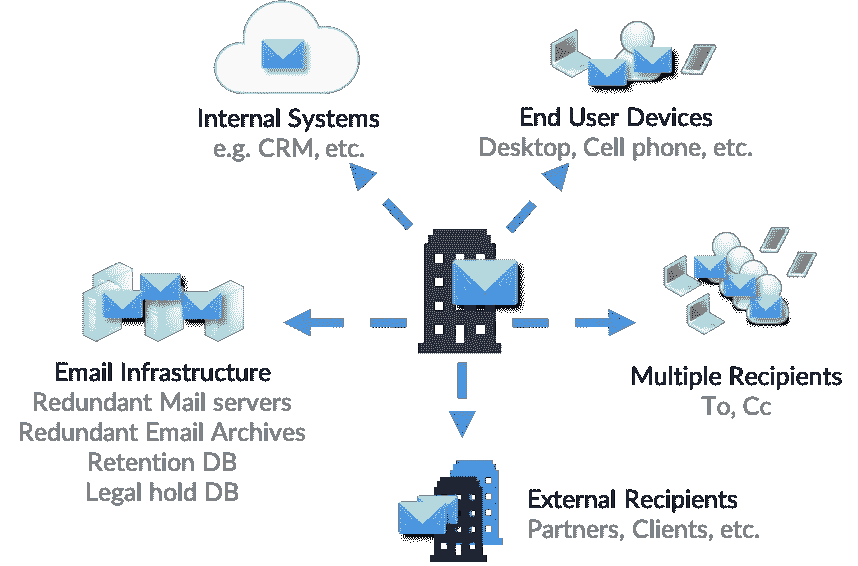 Internal Systems
e.g. CRM, etc.
End User Devices
Desktop, Cell phone, etc.
Email Infrastructure
Redundant Mail servers
Redundant Email Archives
Retention DB
Legal hold DB
Multiple Recipients
To, Cc
External Recipients
Partners, Clients, etc.